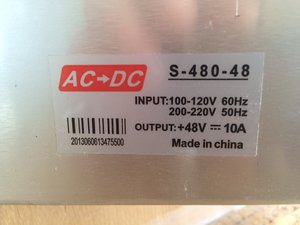 AC→DC S-480-48
INPUT:100-120V 60Hz
200-220V 50Hz
OUTPUT:+48V ⎓ 10A
2013060613475500 Made in china